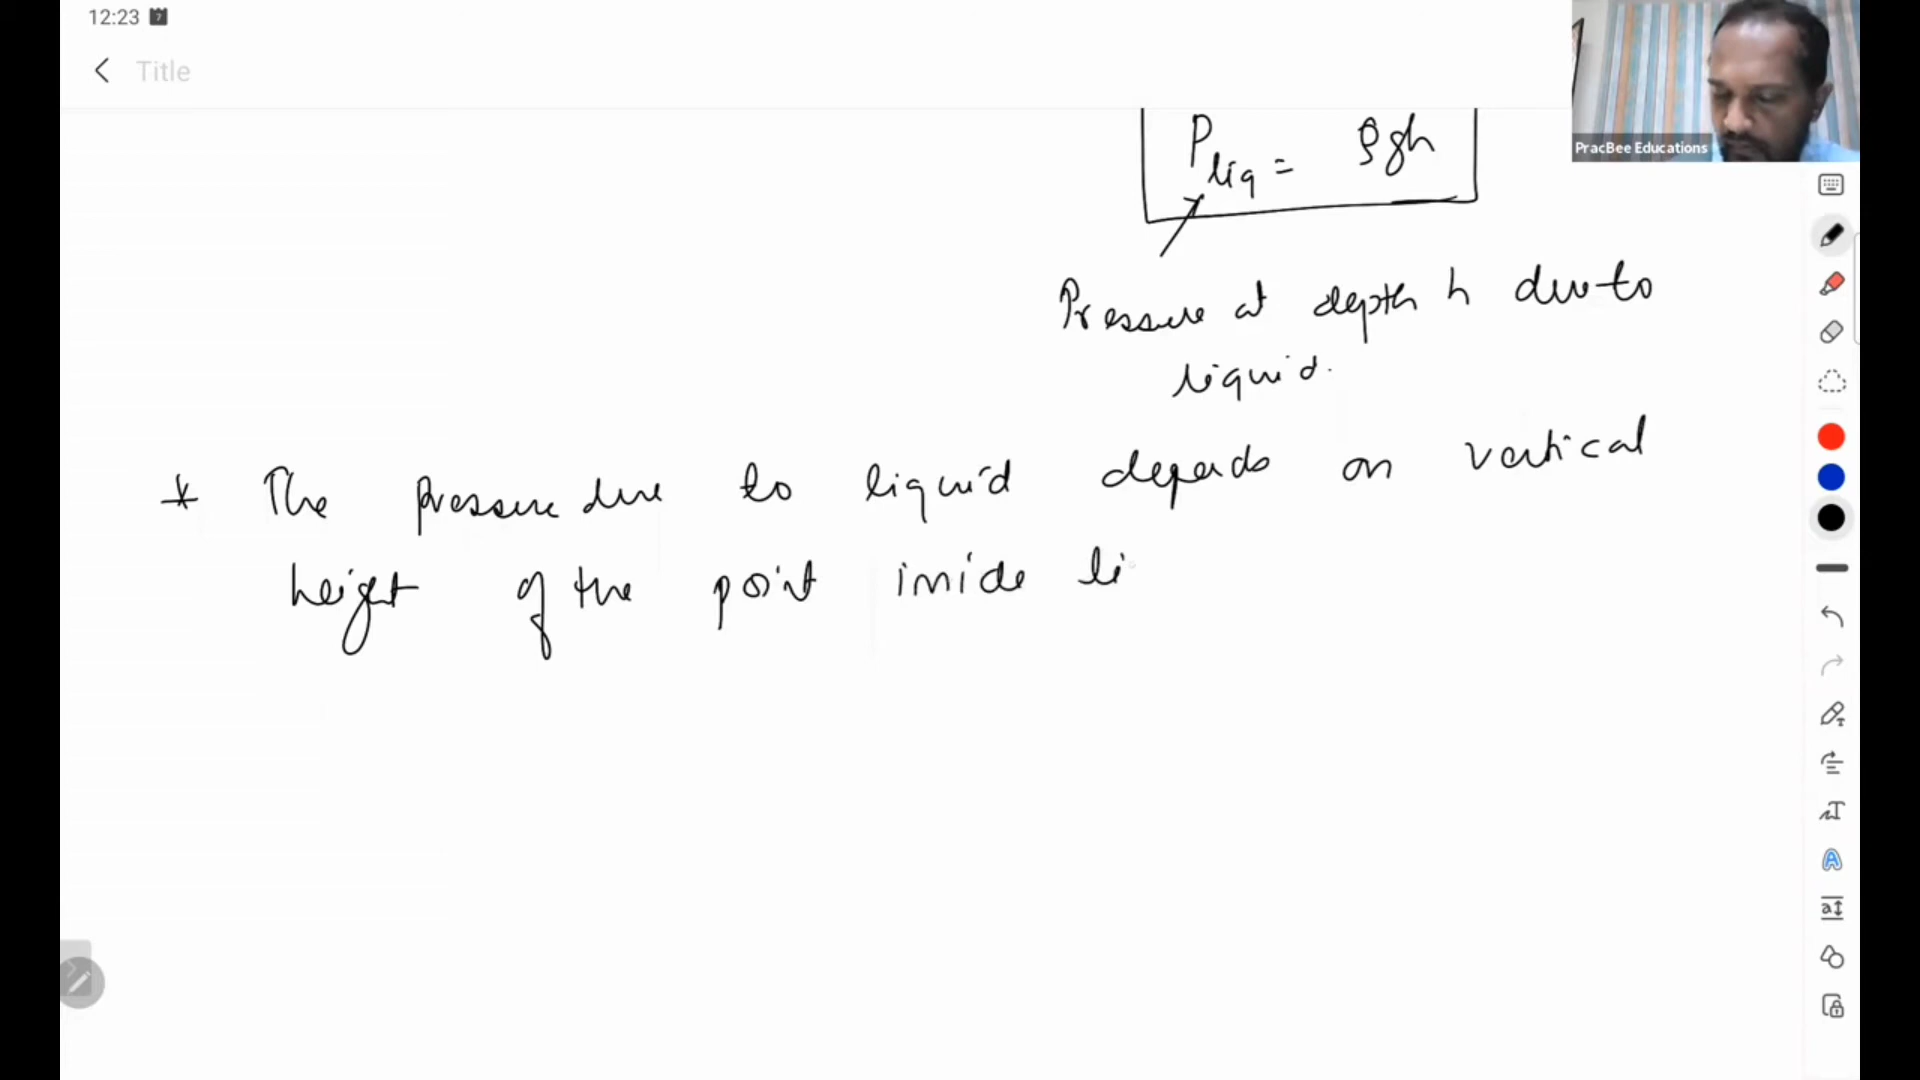 12:23
Title
PracBee Educations
P liq = ρgh
Pressure at depth h due to
liquid.
* The pressure due to liquid depends on vertical
height of the point inside li